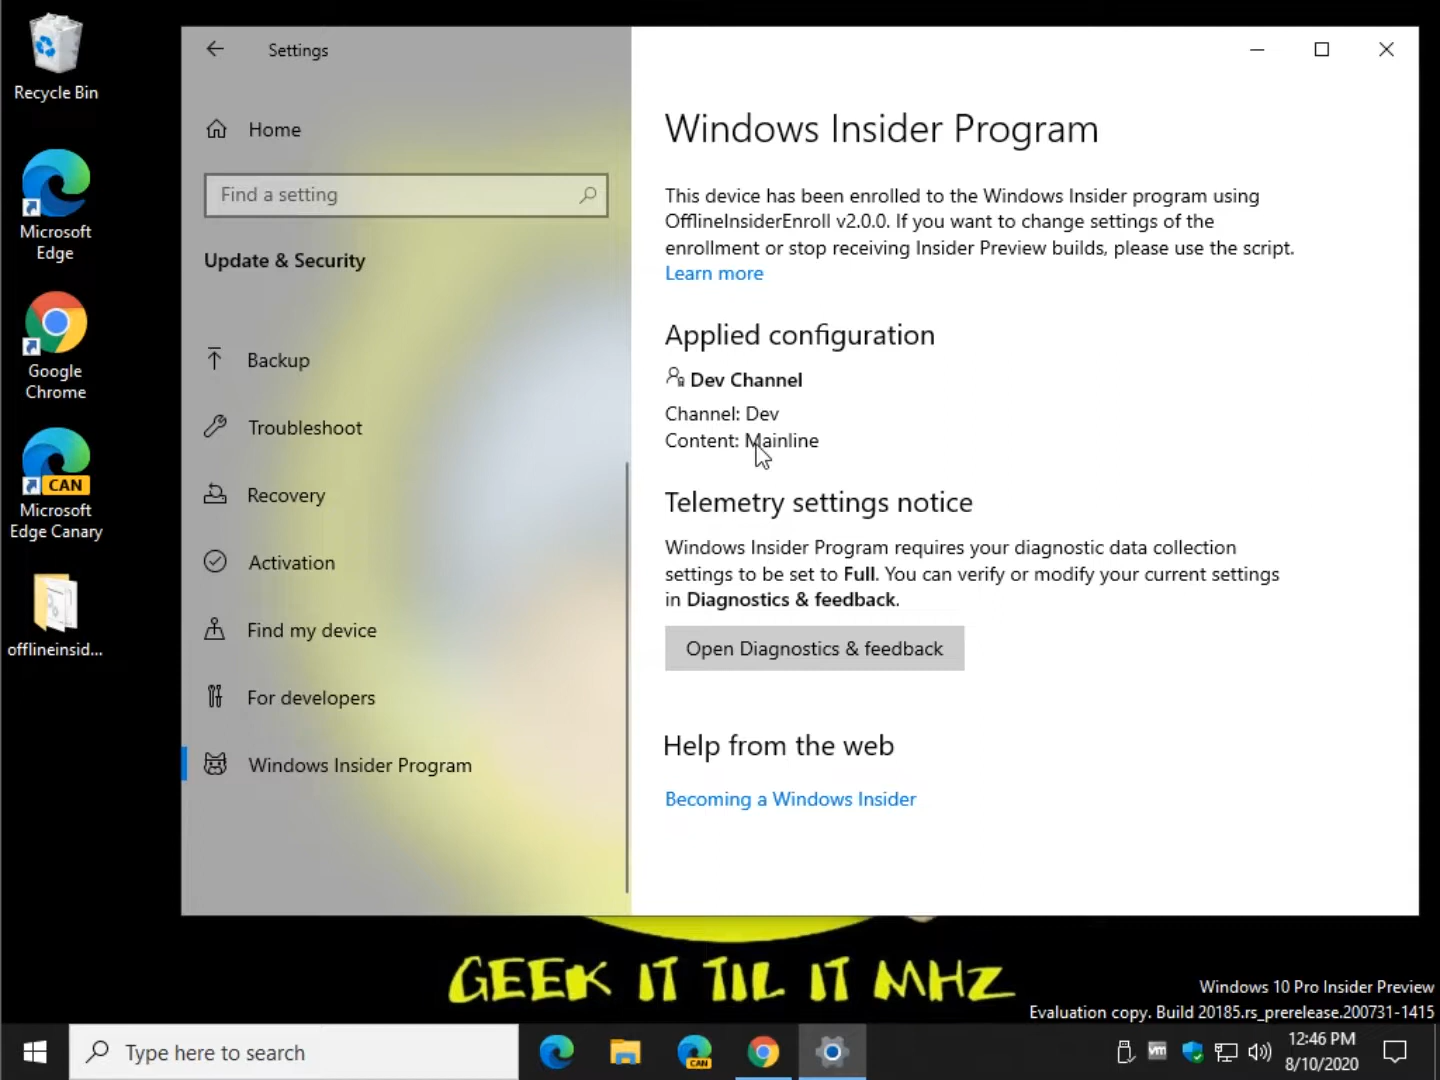 Recycle Bin
Microsoft
Edge
Google
Chrome
CAN
Microsoft
Edge Canary
offlineinsid...
Settings
Home
Find a setting
Update & Security
Backup
Troubleshoot
Recovery
Activation
Find my device
For developers
Windows Insider Program
Windows Insider Program
This device has been enrolled to the Windows Insider program using
OfflineInsiderEnroll v2.0.0. If you want to change settings of the
enrollment or stop receiving Insider Preview builds, please use the script.
Learn more
Applied configuration
Dev Channel
Channel: Dev
Content: Mainline
Telemetry settings notice
Windows Insider Program requires your diagnostic data collection
settings to be set to Full. You can verify or modify your current settings
in Diagnostics & feedback.
Open Diagnostics & feedback
Help from the web
Becoming a Windows Insider
GEEK IT TIL IT MHZ
Windows 10 Pro Insider Preview
Evaluation copy. Build 20185.rs_prerelease.200731-1415
Type here to search
CAN
vm
12:46 PM
8/10/2020